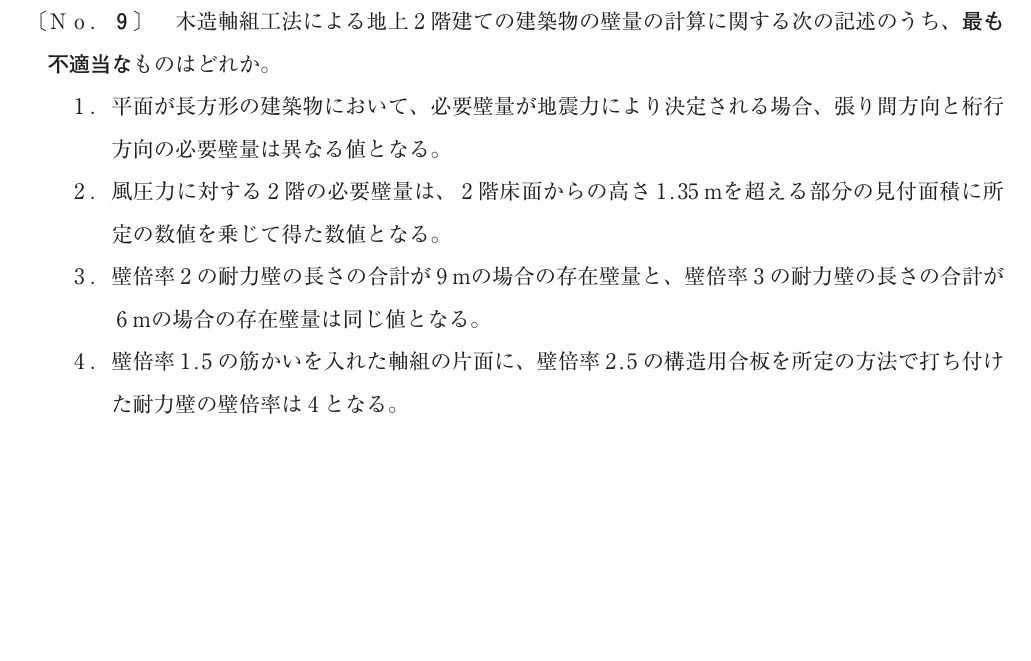 〔Ｎｏ．９〕　木造軸組工法による地上２階建ての建築物の壁量の計算に関する次の記述のうち、最も
不適当なものはどれか。
１．平面が長方形の建築物において、必要壁量が地震力により決定される場合、張り間方向と桁行
方向の必要壁量は異なる値となる。
２．風圧力に対する２階の必要壁量は、２階床面からの高さ1.35ｍを超える部分の見付面積に所
定の数値を乗じて得た数値となる。
３．壁倍率２の耐力壁の長さの合計が９ｍの場合の存在壁量と、壁倍率３の耐力壁の長さの合計が
６ｍの場合の存在壁量は同じ値となる。
４．壁倍率1.5の筋かいを入れた軸組の片面に、壁倍率2.5の構造用合板を所定の方法で打ち付け
た耐力壁の壁倍率は４となる。